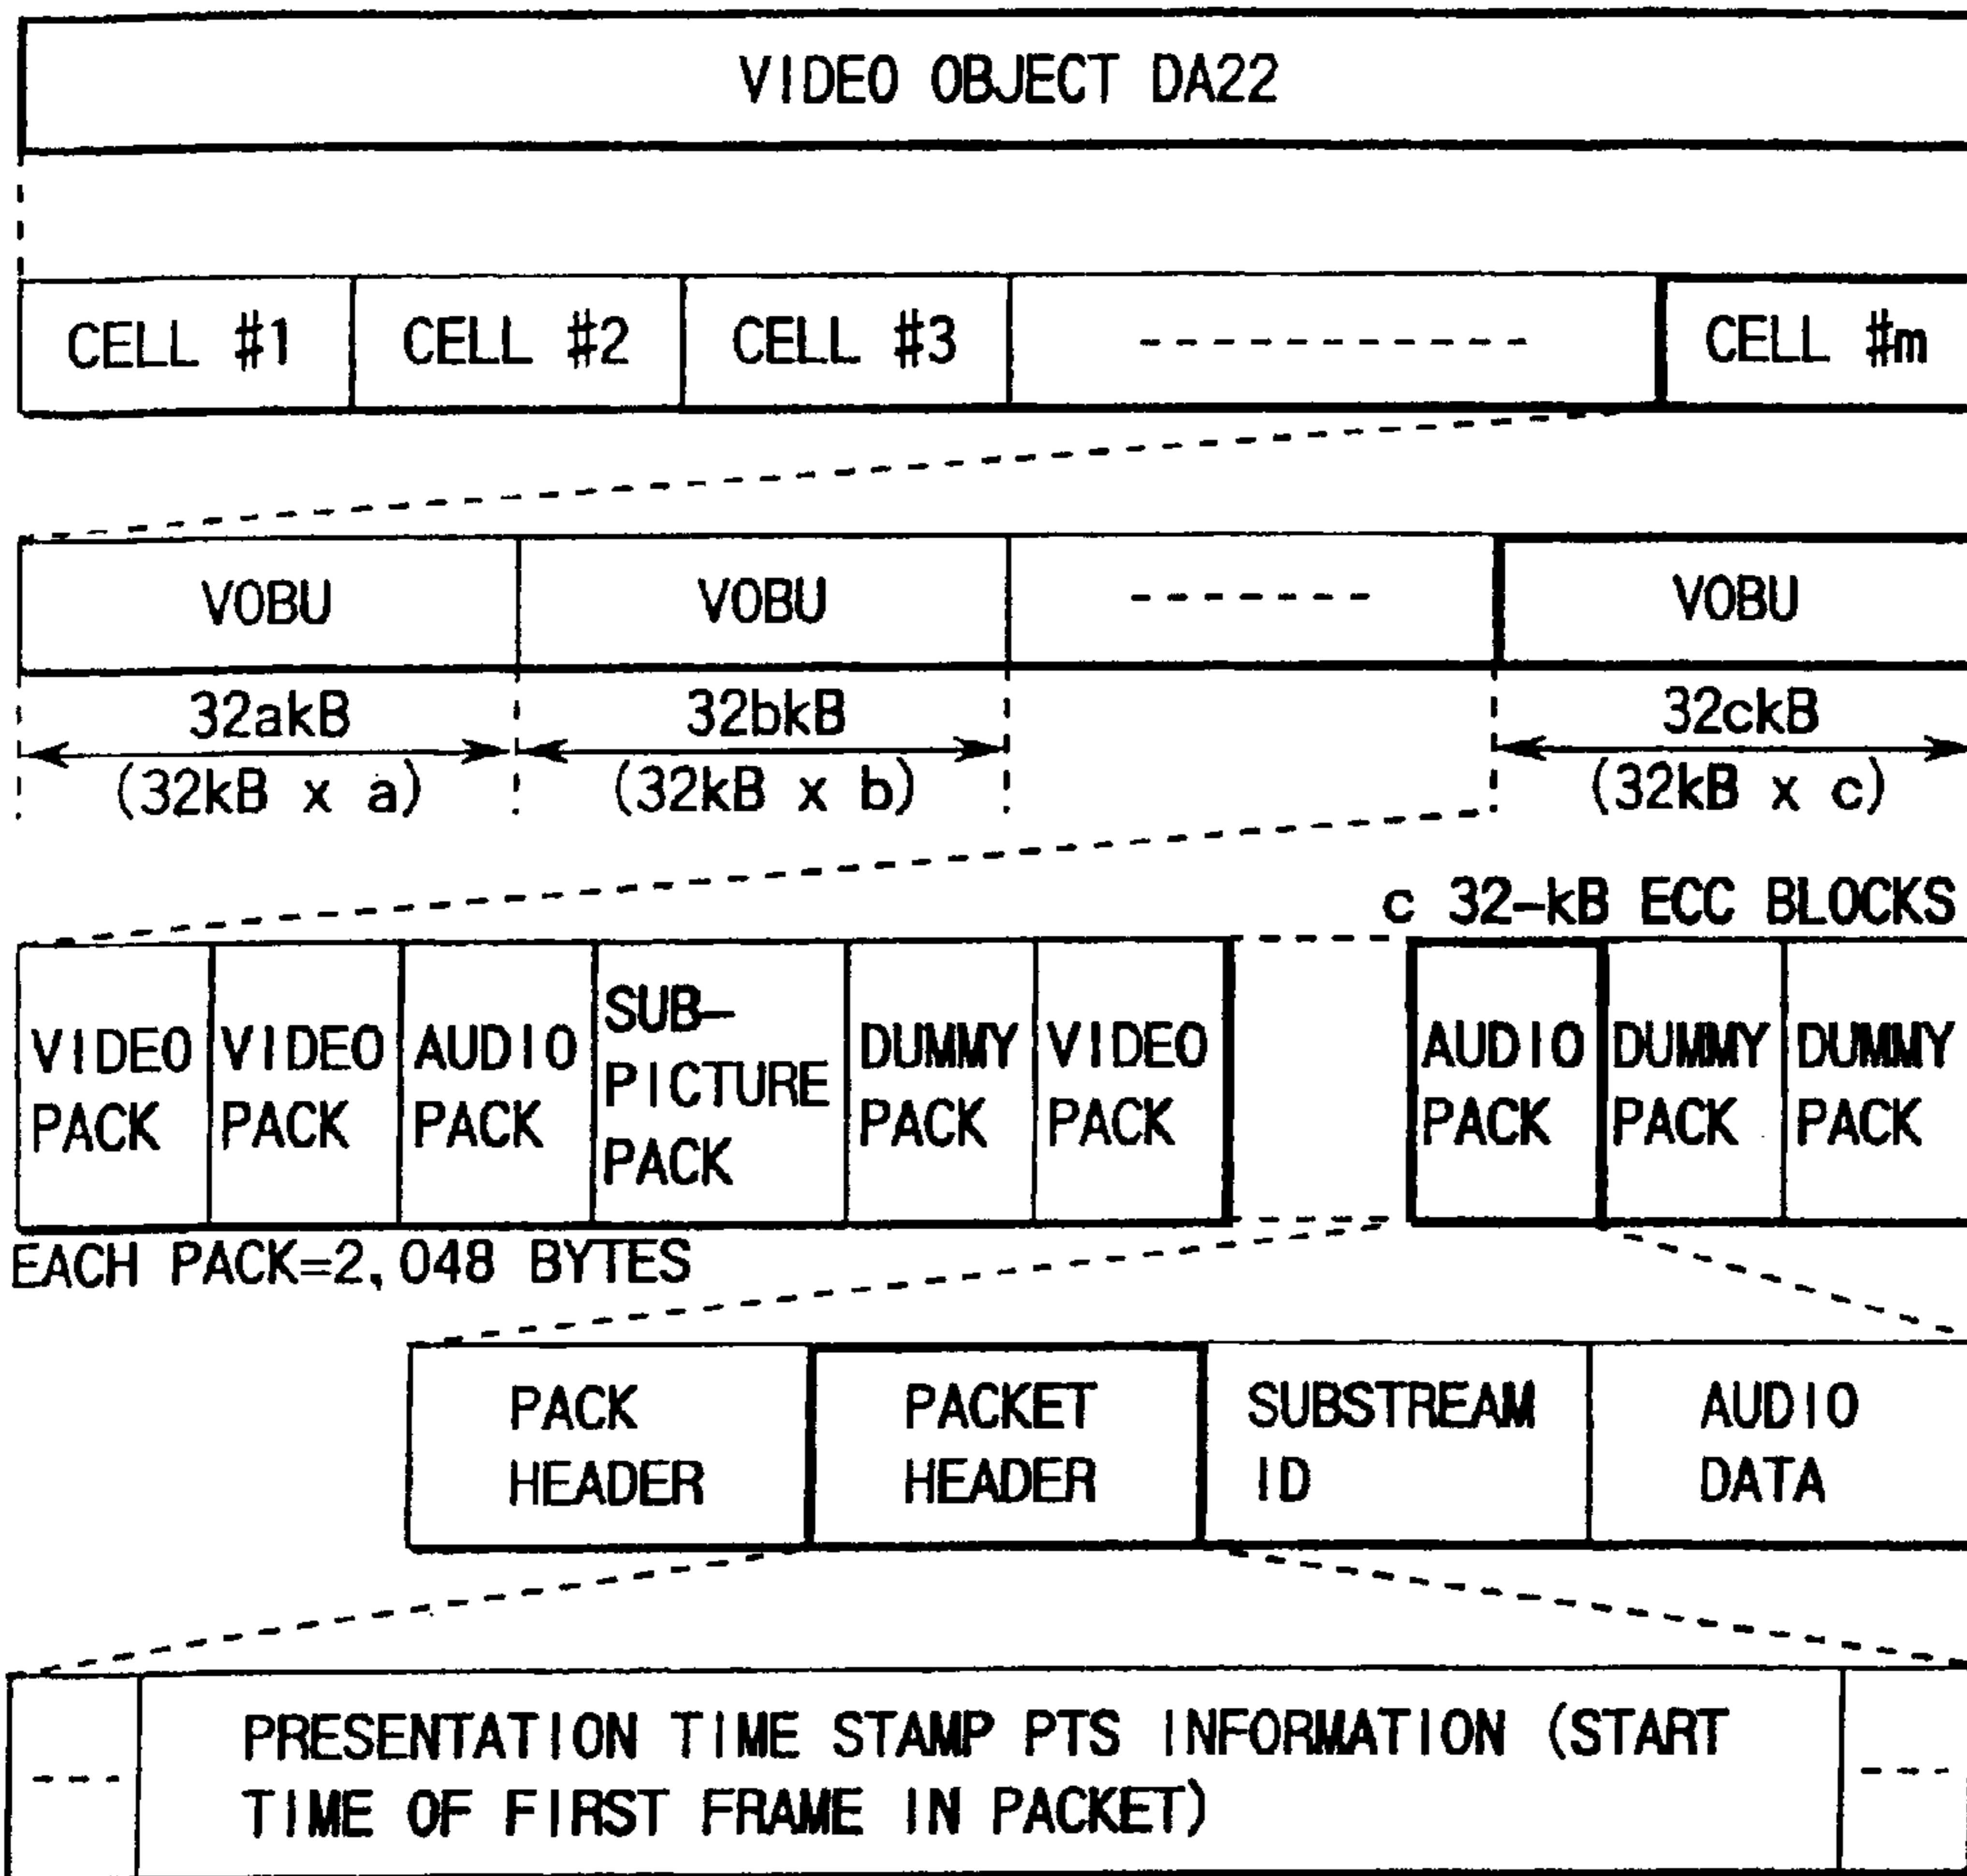 VIDEO OBJECT DA22
CELL #1 CELL #2 CELL #3 ----------- CELL #m
VOBU VOBU ------- VOBU
32akB 32bkB 32ckB
(32kB x a) (32kB x b) (32kB x c)
c 32-kB ECC BLOCKS
VIDEO PACK
VIDEO PACK
AUDIO PACK
SUB-
PICTURE
PACK
DUMMY PACK
VIDEO PACK
AUDIO PACK
DUMMY PACK
DUMMY PACK
EACH PACK=2,048 BYTES
PACK
HEADER
PACKET
HEADER
SUBSTREAM
ID
AUDIO
DATA
--- PRESENTATION TIME STAMP PTS INFORMATION (START ---
TIME OF FIRST FRAME IN PACKET)